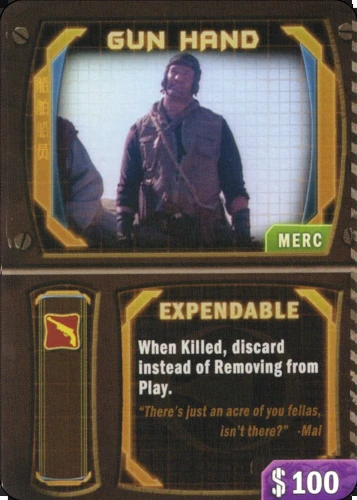 GUN HAND
MERC
EXPENDABLE
When Killed, discard
instead of Removing from
Play.
"There's just an acre of you fellas,
isn't there?" -Mal
$100